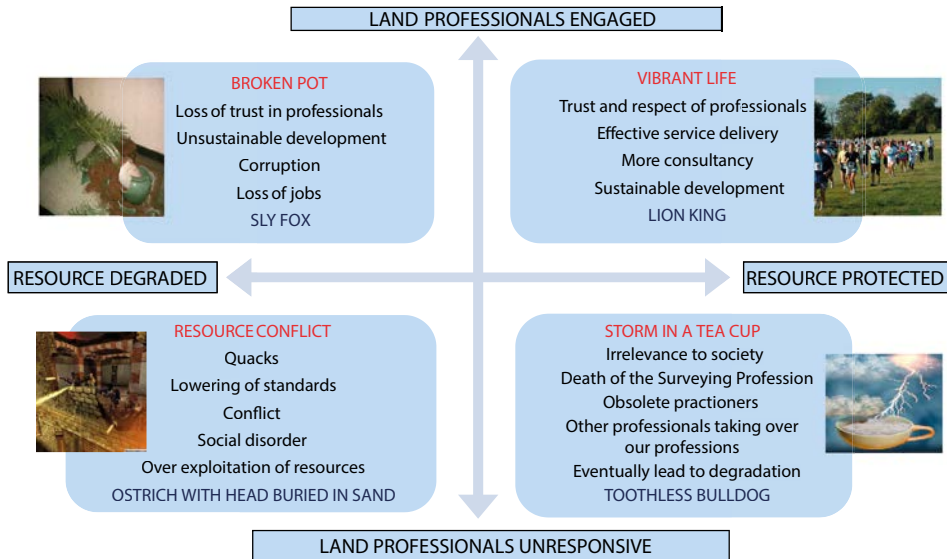 LAND PROFESSIONALS ENGAGED
BROKEN POT
Loss of trust in professionals
Unsustainable development
Corruption
Loss of jobs
SLY FOX
VIBRANT LIFE
Trust and respect of professionals
Effective service delivery
More consultancy
Sustainable development
LION KING
RESOURCE DEGRADED
RESOURCE PROTECTED
RESOURCE CONFLICT
Quacks
Lowering of standards
Conflict
Social disorder
Over exploitation of resources
OSTRICH WITH HEAD BURIED IN SAND
STORM IN A TEA CUP
Irrelevance to society
Death of the Surveying Profession
Obsolete practioners
Other professionals taking over
our professions
Eventually lead to degradation
TOOTHLESS BULLDOG
LAND PROFESSIONALS UNRESPONSIVE